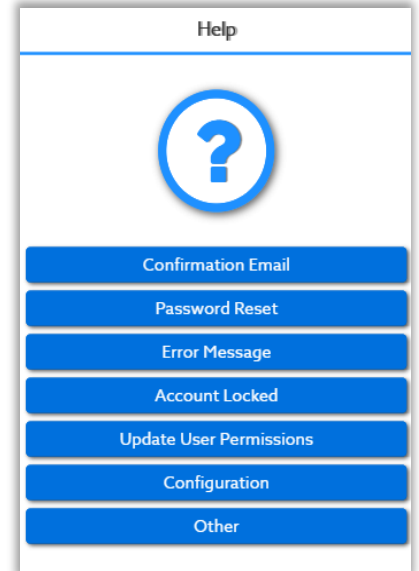 Help
?
Confirmation Email
Password Reset
Error Message
Account Locked
Update User Permissions
Configuration
Other